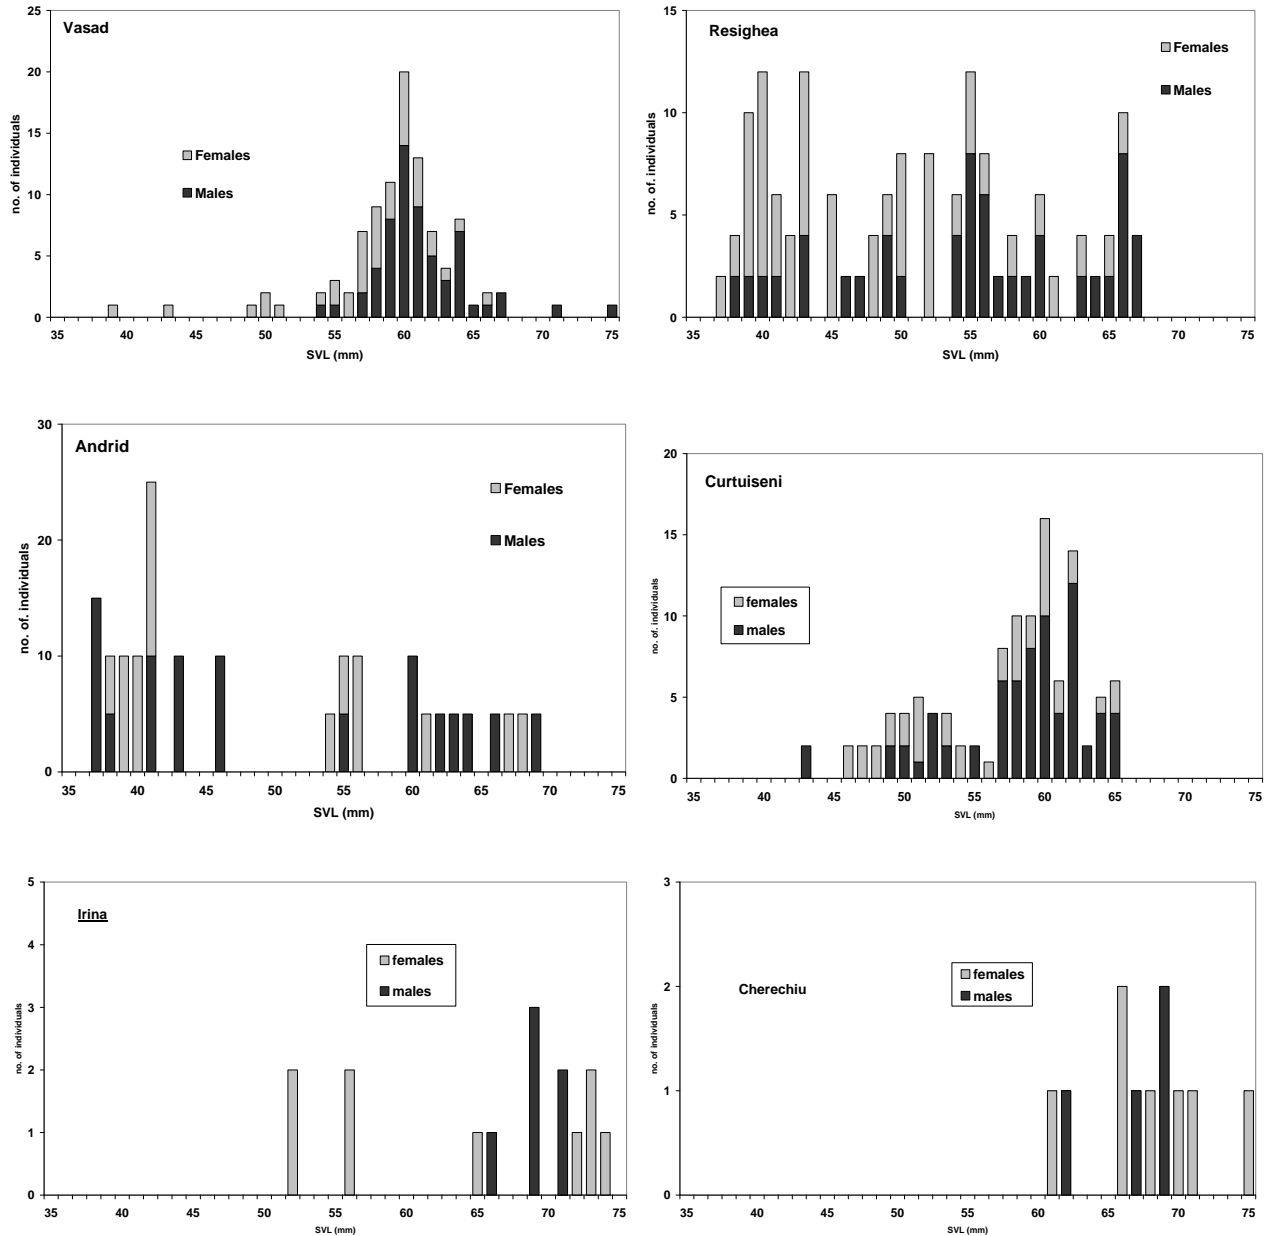 Vasad
25
20
15
10
5
0
no. of individuals
Females
Males
35 40 45 50 55 60 65 70 75
SVL (mm)
Resighea
15
10
5
0
no. of. individuals
Females
Males
35 40 45 50 55 60 65 70 75
SVL (mm)
Andrid
30
20
10
0
no. of. individuals
Females
Males
35 40 45 50 55 60 65 70 75
SVL (mm)
Curtuiseni
20
15
10
5
0
no. of. individuals
females
males
35 40 45 50 55 60 65 70 75
SVL (mm)
Irina
5
4
3
2
1
0
no. of individuals
females
males
35 40 45 50 55 60 65 70 75
SVL (mm)
Cherechiu
3
2
1
0
no. of individuals
females
males
35 40 45 50 55 60 65 70 75
SVL (mm)